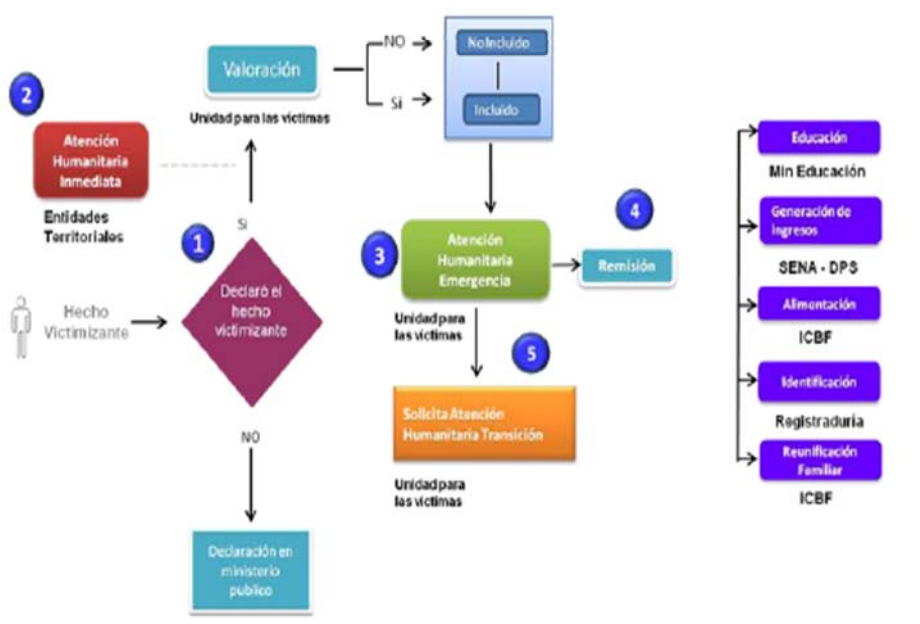 NO
No Incluido
Valoración
Si
Incluido
Unidad para las víctimas
2
Atención
Humanitaria
Inmediata
Entidades
Territoriales
Si
1
Hecho
Victimizante
Declaró el
hecho
victimizante
NO
Declaración en
ministerio
publico
3
Atención
Humanitaria
Emergencia
Unidad para
las víctimas
4
Remisión
5
Solicita Atención
Humanitaria Transición
Unidad para
las víctimas
Educación
Min Educación
Generación de
ingresos
SENA - DPS
Alimentación
ICBF
Identificación
Registraduría
Reunificación
Familiar
ICBF